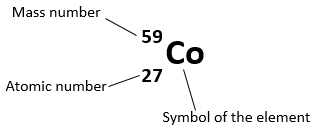 Mass number
59
Co
27
Atomic number
Symbol of the element